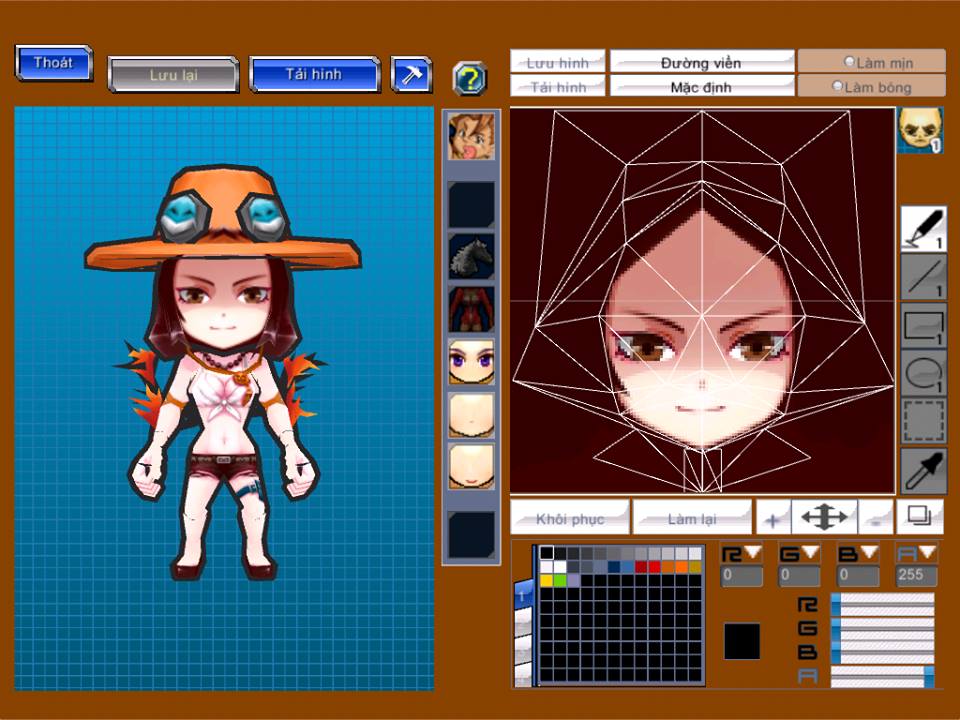 Thoát
Lưu lại
Tải hình
?
Lưu hình
Đường viền
Làm mịn
Tải hình
Mặc định
Làm bóng
1
1
1
1
1
Khôi phục
Làm lại
+
-
R
G
B
A
0
0
0
255
1
R
G
B
A